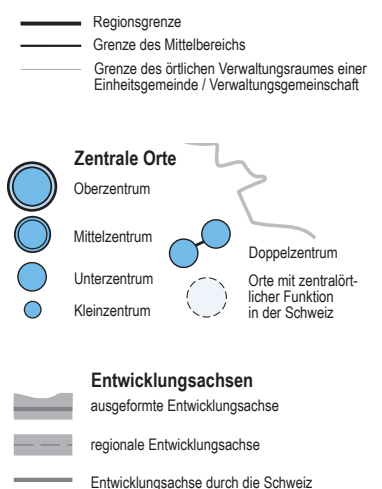 Regionsgrenze
Grenze des Mittelbereichs
Grenze des örtlichen Verwaltungsraumes einer
Einheitsgemeinde / Verwaltungsgemeinschaft
Zentrale Orte
Oberzentrum
Mittelzentrum
Unterzentrum
Kleinzentrum
Doppelzentrum
Orte mit zentralört-
licher Funktion
in der Schweiz
Entwicklungsachsen
ausgeformte Entwicklungsachse
regionale Entwicklungsachse
Entwicklungsachse durch die Schweiz